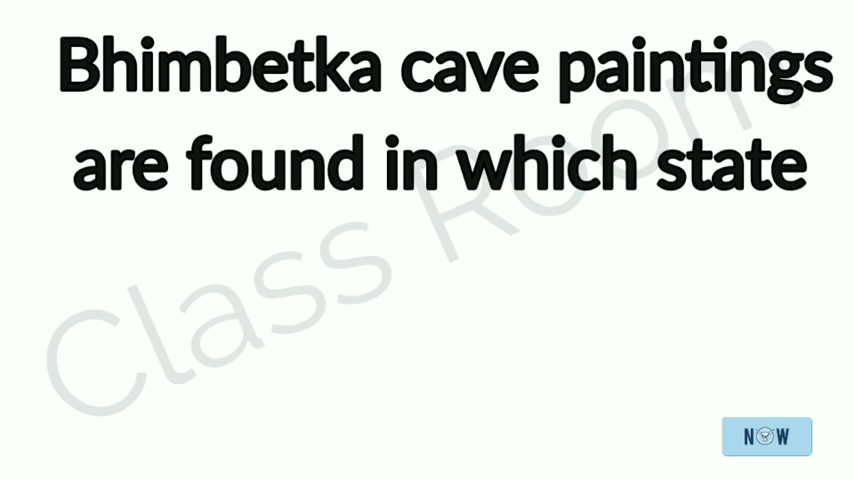 Bhimbetka cave paintings
are found in which state
Class Room
NOW